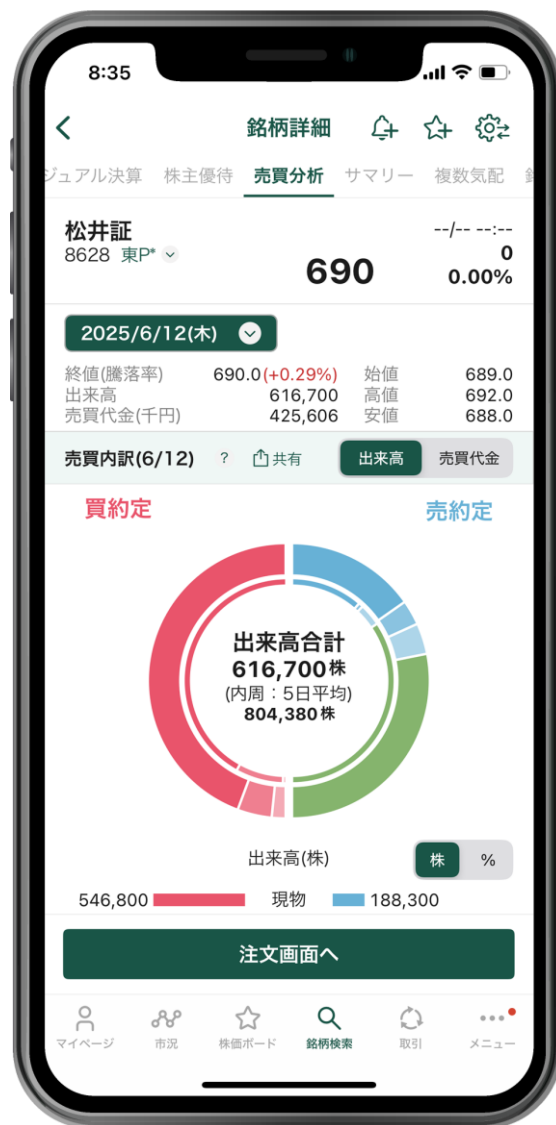 8:35
銘柄詳細
ジュアル決算 株主優待 売買分析 サマリー 複数気配
松井証
8628 東P*
690
--/-- --:--
0
0.00%
2025/6/12(木)
終値(騰落率) 690.0(+0.29%) 始値 689.0
出来高 616,700 高値 692.0
売買代金(千円) 425,606 安値 688.0
売買内訳(6/12) ? 共有 出来高 売買代金
買約定 売約定
出来高合計
616,700株
(内周:5日平均)
804,380株
出来高(株) 株 %
546,800 現物 188,300
注文画面へ
マイページ 市況 株価ボード 銘柄検索 取引 メニュー